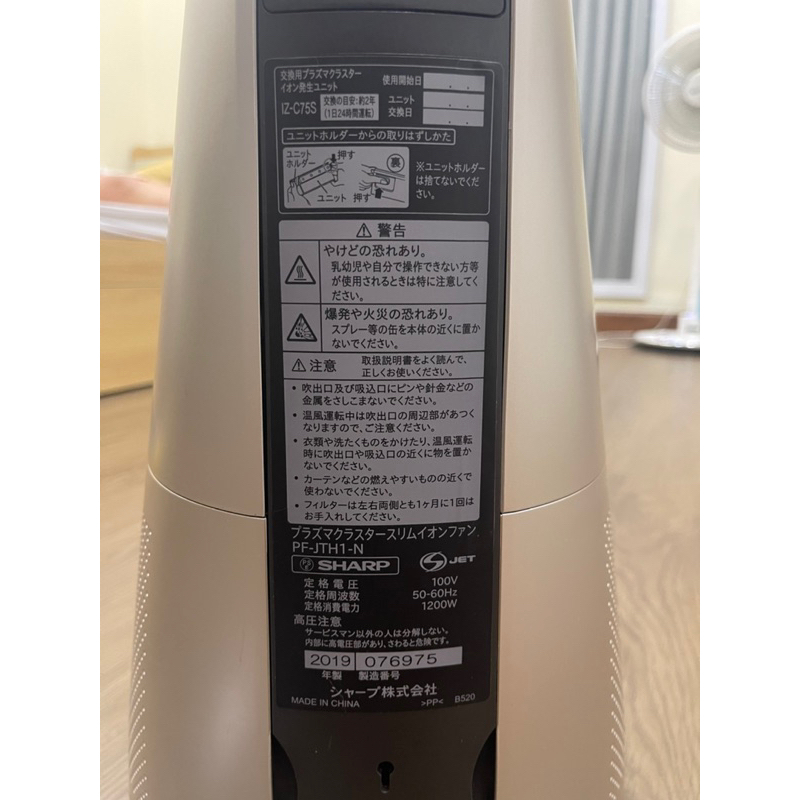 交換用プラズマクラスター
イオン発生ユニット
IZ-C75S
交換の目安:約2年
(1日24時間運転)
使用開始日
. .
ユニット
交換日
. .
. .
ユニットホルダーからの取りはずしかた
ユニット
ホルダー
押す
ユニット
押す
裏
※ユニットホルダー
は捨てないでくだ
さい。
警告
やけどの恐れあり。
乳幼児や自分で操作できない方等
が使用されるときは特に注意してく
ださい。
爆発や火災の恐れあり。
スプレー等の缶を本体の近くに置か
ないでください。
注意
取扱説明書をよく読んで、
正しくお使いください。
・吹出口及び吸込口にピンや針金などの
金属をさしこまないでください。
・温風運転中は吹出口の周辺部があつく
なりますので、ご注意ください。
・衣類や洗たくものをかけたり、温風運転
時に吹出口や吸込口の近くに物を置か
ないでください。
・カーテンなどの燃えやすいものの近くで
使わないでください。
・フィルターは左右両側とも1ヶ月に1回は
お手入れしてください。
プラズマクラスタースリムイオンファン
PF-JTH1-N
SHARP
JET
定格電圧 100V
定格周波数 50-60Hz
定格消費電力 1200W
高圧注意
サービスマン以外の人は分解しない。
内部に高電圧部があり、さわると危険です。
2019 076975
年製 製造番号
シャープ株式会社
MADE IN CHINA >PP< B520